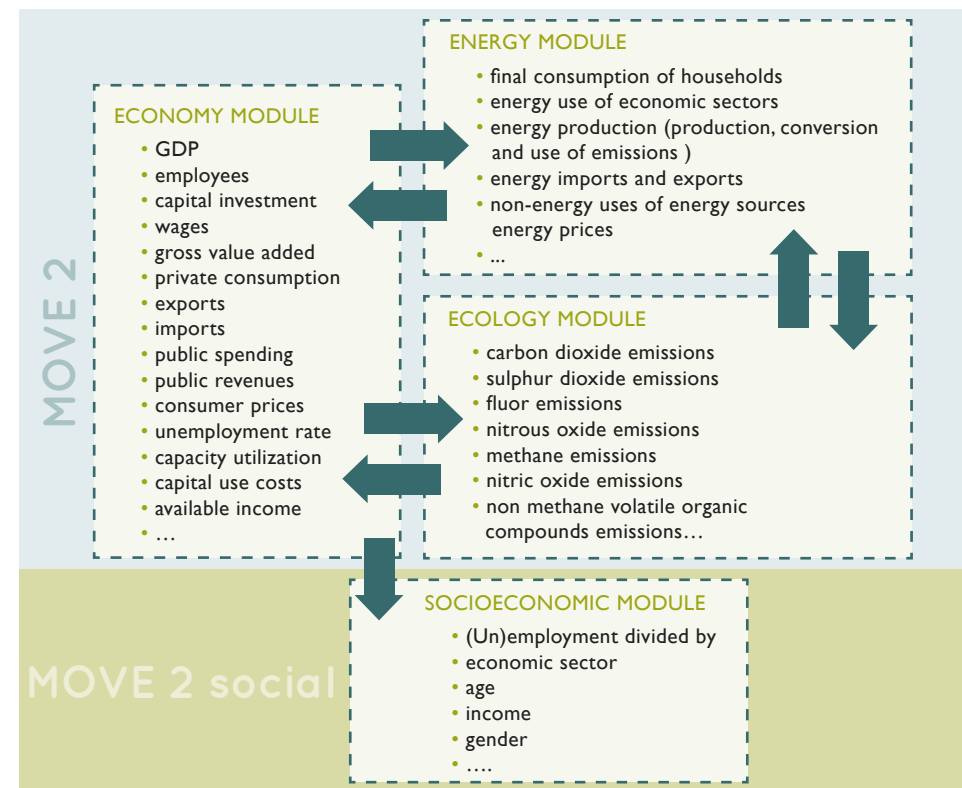 MOVE 2
ECONOMY MODULE
• GDP
• employees
• capital investment
• wages
• gross value added
• private consumption
• exports
• imports
• public spending
• public revenues
• consumer prices
• unemployment rate
• capacity utilization
• capital use costs
• available income
• …
ENERGY MODULE
• final consumption of households
• energy use of economic sectors
• energy production (production, conversion
and use of emissions )
• energy imports and exports
• non-energy uses of energy sources
energy prices
• ...
ECOLOGY MODULE
• carbon dioxide emissions
• sulphur dioxide emissions
• fluor emissions
• nitrous oxide emissions
• methane emissions
• nitric oxide emissions
• non methane volatile organic
compounds emissions…
MOVE 2 social
SOCIOECONOMIC MODULE
• (Un)employment divided by
• economic sector
• age
• income
• gender
• ….